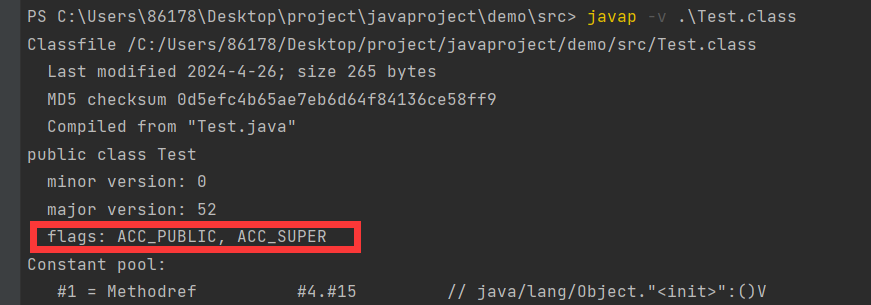 PS C:\Users\86178\Desktop\project\javaproject\demo\src> javap -v .\Test.class
Classfile /C:/Users/86178/Desktop/project/javaproject/demo/src/Test.class
  Last modified 2024-4-26; size 265 bytes
  MD5 checksum 0d5efc4b65ae7eb6d64f84136ce58ff9
  Compiled from "Test.java"
public class Test
  minor version: 0
  major version: 52
  flags: ACC_PUBLIC, ACC_SUPER
Constant pool:
   #1 = Methodref          #4.#15         // java/lang/Object."<init>":()V